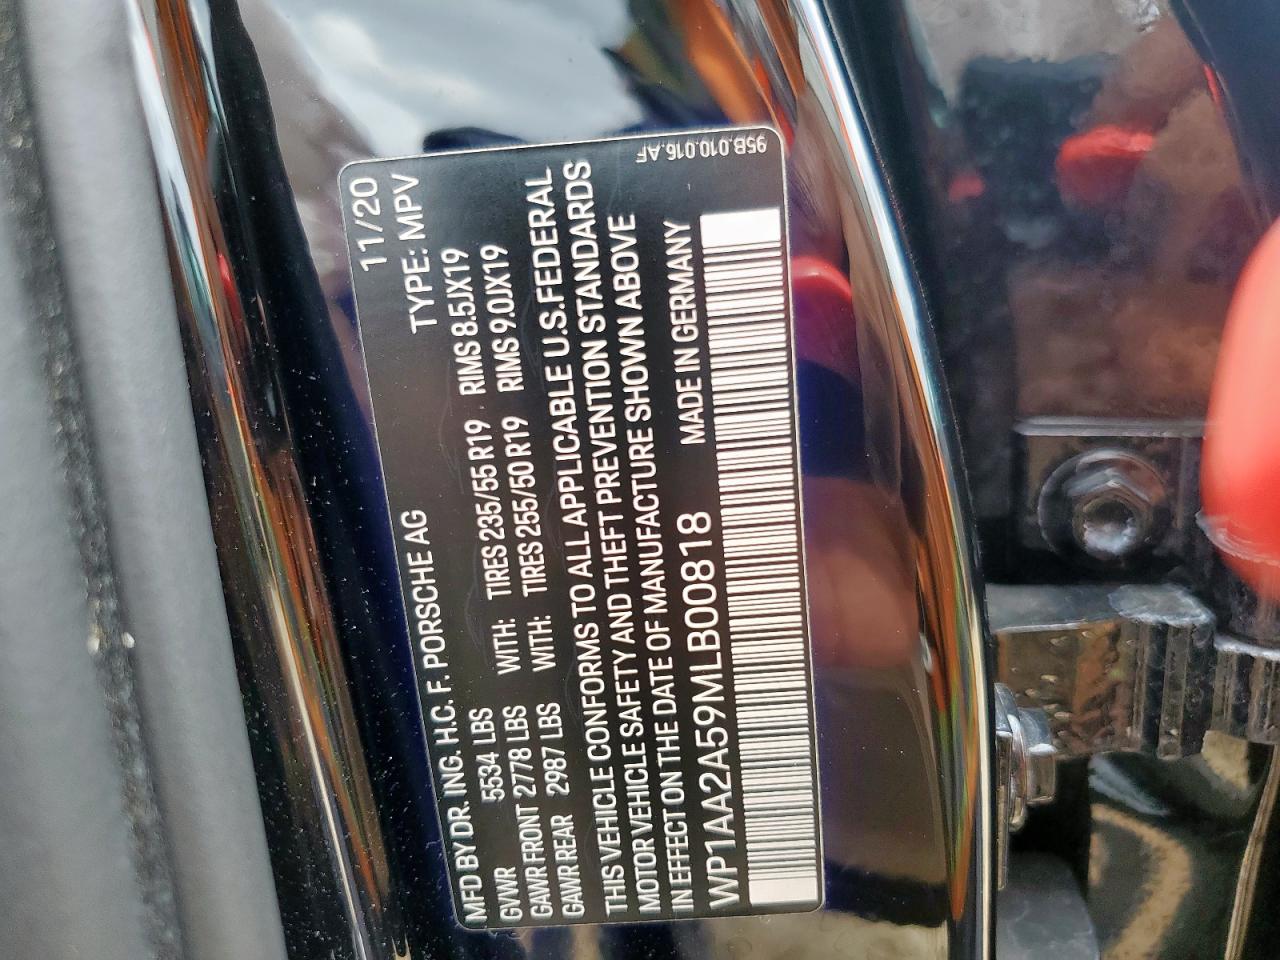 11/20
MFD BY DR. ING. H.C. F. PORSCHE AG TYPE: MPV
GVWR 5534 LBS WITH: TIRES 235/55 R19 RIMS 8.5JX19
GAWR FRONT 2778 LBS WITH: TIRES 255/50 R19 RIMS 9.0JX19
GAWR REAR 2987 LBS
THIS VEHICLE CONFORMS TO ALL APPLICABLE U.S.FEDERAL
MOTOR VEHICLE SAFETY AND THEFT PREVENTION STANDARDS
IN EFFECT ON THE DATE OF MANUFACTURE SHOWN ABOVE
WP1AA2A59MLB00818 MADE IN GERMANY
95B.010.016.AF